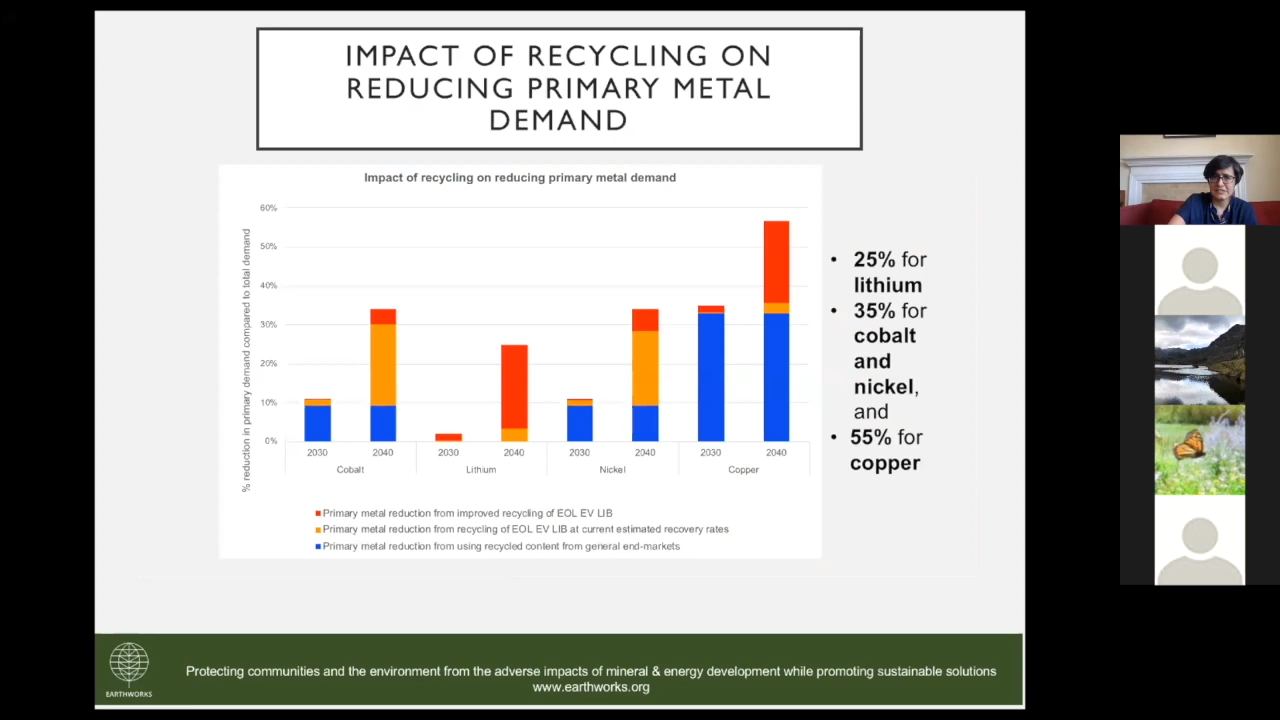 IMPACT OF RECYCLING ON
REDUCING PRIMARY METAL
DEMAND
Impact of recycling on reducing primary metal demand
% reduction in primary demand compared to total demand
60%
50%
40%
30%
20%
10%
0%
2030
2040
2030
2040
2030
2040
2030
2040
Cobalt
Lithium
Nickel
Copper
Primary metal reduction from improved recycling of EOL EV LIB
Primary metal reduction from recycling of EOL EV LIB at current estimated recovery rates
Primary metal reduction from using recycled content from general end-markets
• 25% for
lithium
• 35% for
cobalt
and
nickel,
and
• 55% for
copper
EARTHWORKS
Protecting communities and the environment from the adverse impacts of mineral & energy development while promoting sustainable solutions
www.earthworks.org